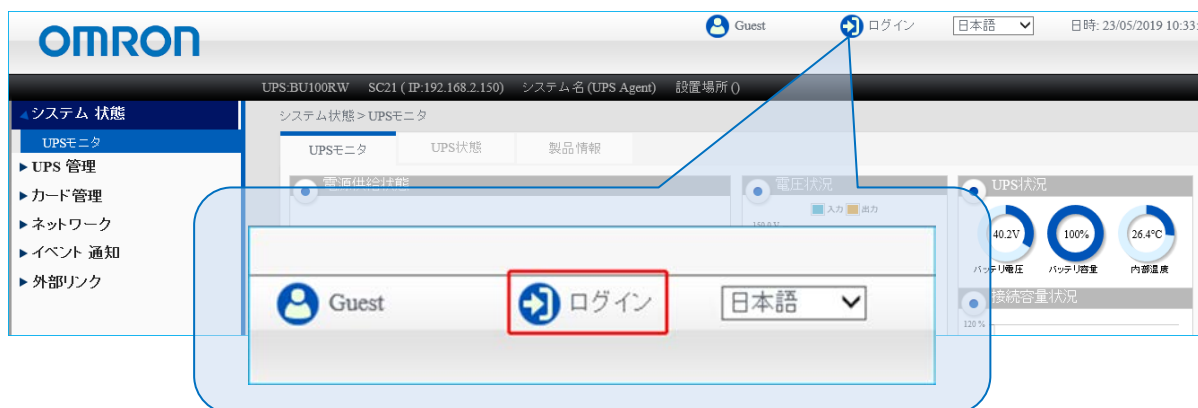 OMRON
Guest
ログイン
日本語
日時: 23/05/2019 10:33:
UPS:BU100RW SC21 ( IP:192.168.2.150) システム名 (UPS Agent) 設置場所 ()
システム 状態
UPSモニタ
UPS 管理
カード管理
ネットワーク
イベント 通知
外部リンク
システム状態 > UPSモニタ
UPSモニタ
UPS状態
製品情報
電源供給状態
電圧状況
入力 出力
UPS状況
40.2V
100%
26.4°C
バッテリ電圧
バッテリ容量
内部温度
接続容量状況
120 %
Guest
ログイン
日本語